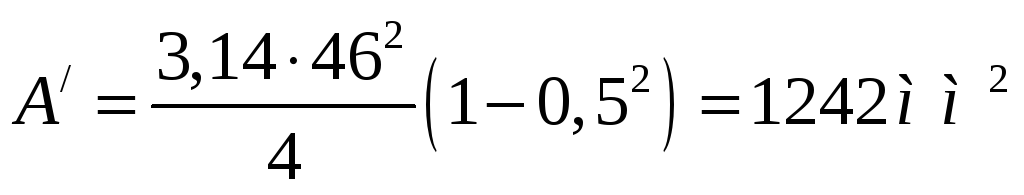 A/ = 3,14·46²/4 (1−0,5²) = 1242ì ì ²